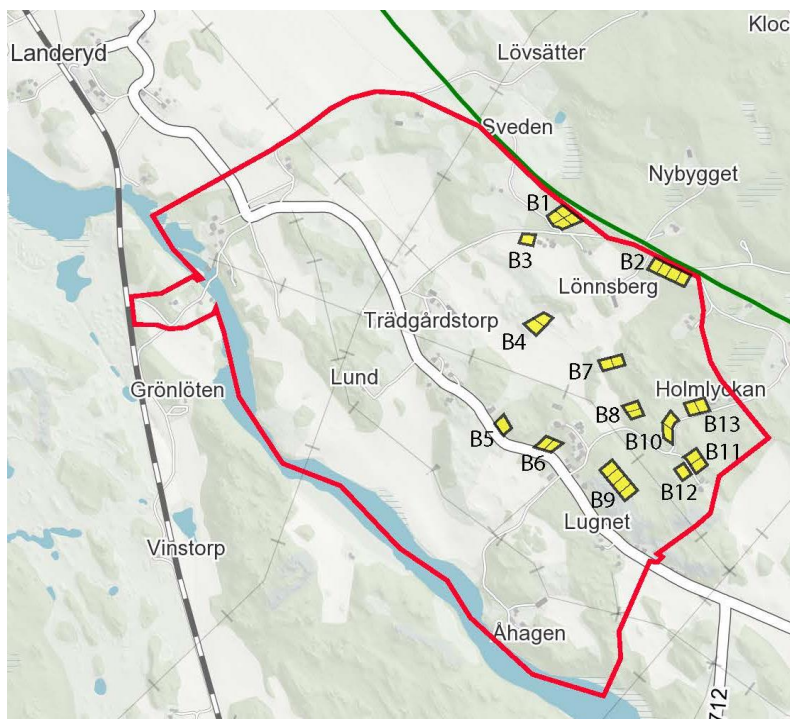 Kloc
Landeryd
Lövsätter
Sveden
Nybygget
B1
B3
B2
Lönnsberg
Trädgårdstorp
B4
B7
Lund
Grönlöten
Holmlyckan
B8
B13
B5
B10
B6
B11
B12
B9
Lugnet
Vinstorp
Åhagen
712